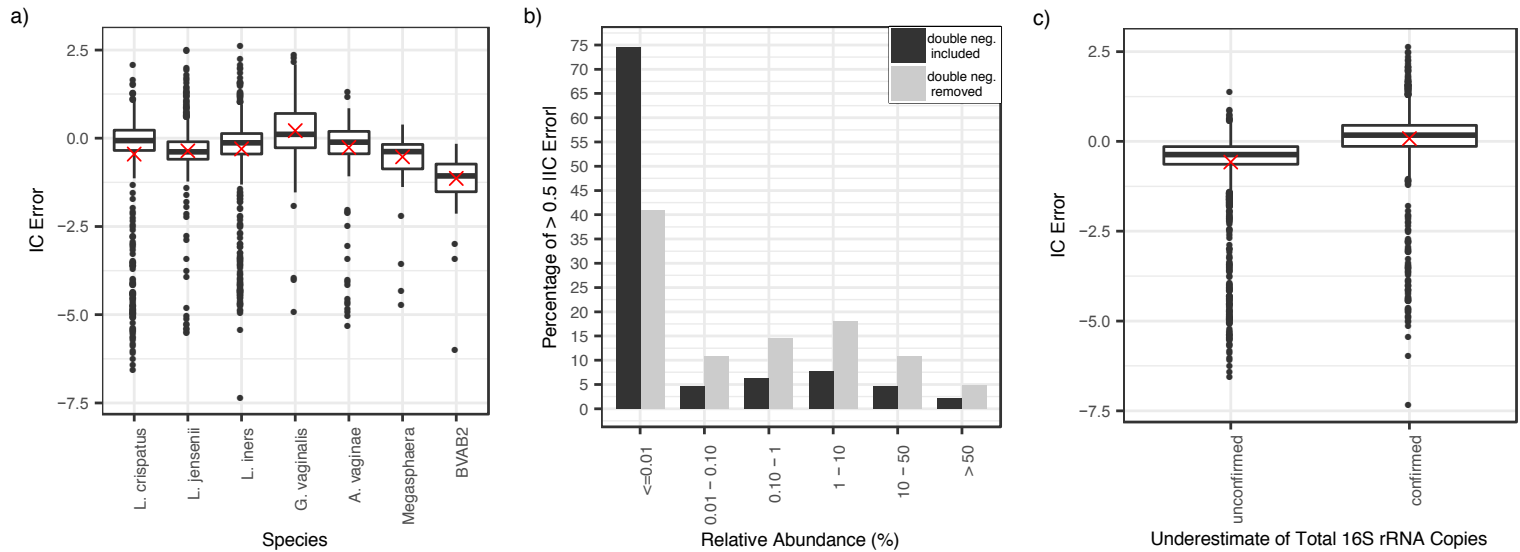 a)
2.5
0.0
−2.5
−5.0
−7.5
IC Error
L. crispatus
L. jensenii
L. iners
G. vaginalis
A. vaginae
Megasphaera
BVAB2
Species
b)
double neg.
included
double neg.
removed
75
70
65
60
55
50
45
40
35
30
25
20
15
10
5
0
Percentage of > 0.5 IIC ErrorI
<=0.01
0.01 − 0.10
0.10 − 1
1 − 10
10 − 50
> 50
Relative Abundance (%)
c)
2.5
0.0
−2.5
−5.0
−7.5
IC Error
unconfirmed
confirmed
Underestimate of Total 16S rRNA Copies